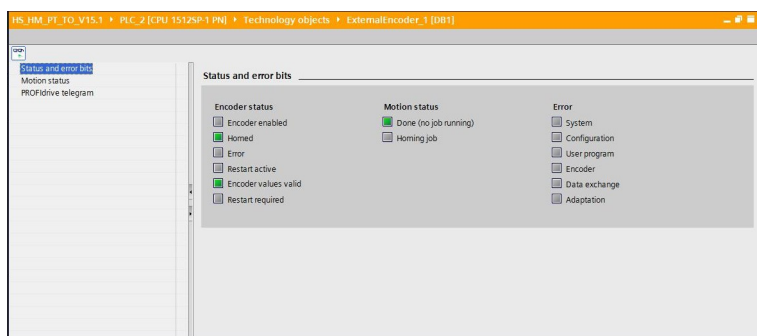 HS_HM_PT_TO_V15.1 ▸ PLC_2 [CPU 1512SP-1 PN] ▸ Technology objects ▸ ExternalEncoder_1 [DB1]
Status and error bits
Motion status
PROFIdrive telegram
Status and error bits
Encoder status
Encoder enabled
Homed
Error
Restart active
Encoder values valid
Restart required
Motion status
Done (no job running)
Homing job
Error
System
Configuration
User program
Encoder
Data exchange
Adaptation